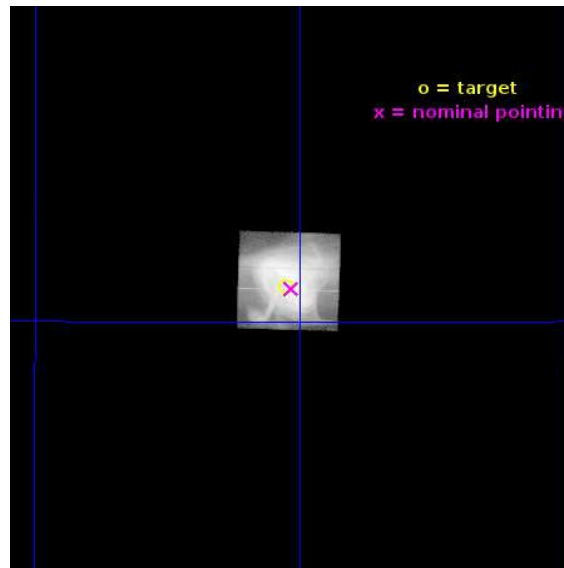 o = target
x = nominal pointin